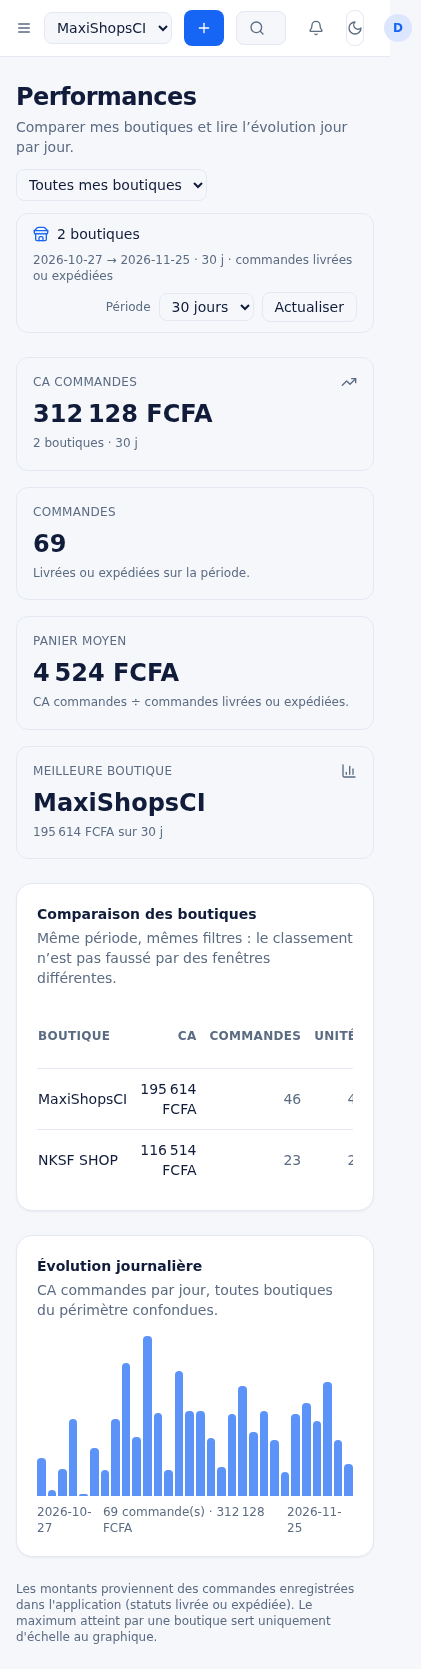 MaxiShopsCI
D
Performances
Comparer mes boutiques et lire l’évolution jour
par jour.
Toutes mes boutiques
2 boutiques
2026-10-27 → 2026-11-25 · 30 j · commandes livrées
ou expédiées
Période
30 jours
Actualiser
CA COMMANDES
312 128 FCFA
2 boutiques · 30 j
COMMANDES
69
Livrées ou expédiées sur la période.
PANIER MOYEN
4 524 FCFA
CA commandes ÷ commandes livrées ou expédiées.
MEILLEURE BOUTIQUE
MaxiShopsCI
195 614 FCFA sur 30 j
Comparaison des boutiques
Même période, mêmes filtres : le classement
n’est pas faussé par des fenêtres
différentes.
BOUTIQUE CA COMMANDES UNITÉ
MaxiShopsCI 195 614 FCFA 46 4
NKSF SHOP 116 514 FCFA 23 2
Évolution journalière
CA commandes par jour, toutes boutiques
du périmètre confondues.
2026-10-27
69 commande(s) · 312 128 FCFA
2026-11-25
Les montants proviennent des commandes enregistrées
dans l'application (statuts livrée ou expédiée). Le
maximum atteint par une boutique sert uniquement
d'échelle au graphique.